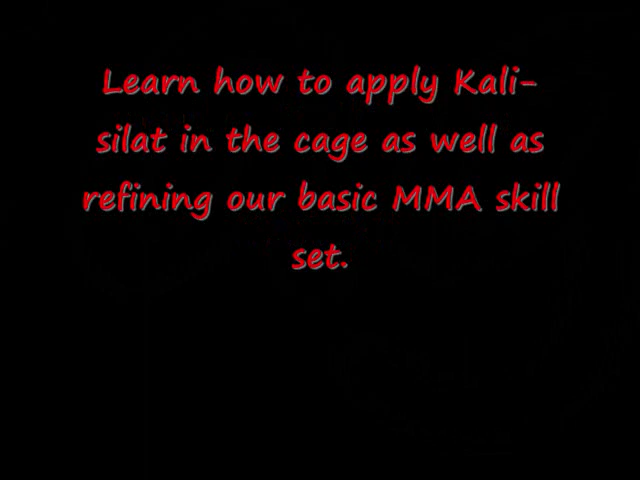 Learn how to apply Kali-
silat in the cage as well as
refining our basic MMA skill
set.